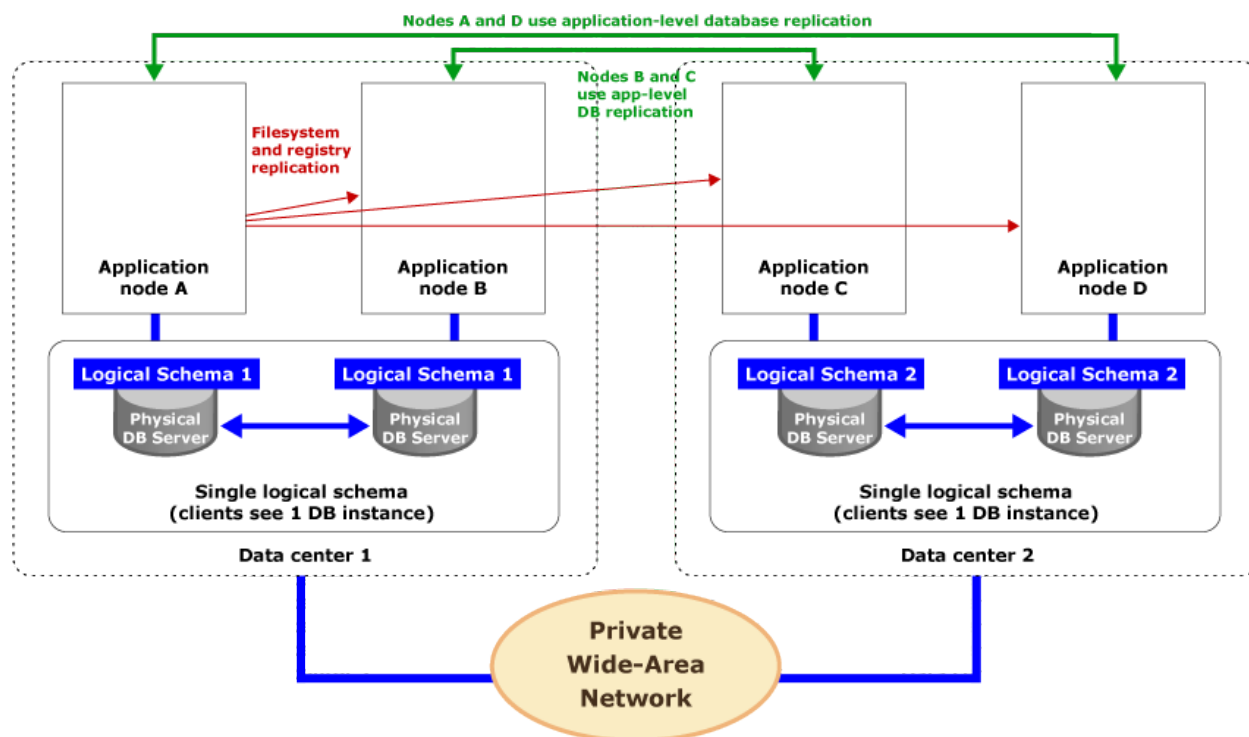 Nodes A and D use application-level database replication
Nodes B and C
use app-level
DB replication
Filesystem
and registry
replication
Application
node A
Application
node B
Application
node C
Application
node D
Logical Schema 1
Logical Schema 1
Logical Schema 2
Logical Schema 2
Physical
DB Server
Physical
DB Server
Physical
DB Server
Physical
DB Server
Single logical schema
(clients see 1 DB instance)
Single logical schema
(clients see 1 DB instance)
Data center 1
Data center 2
Private
Wide-Area
Network